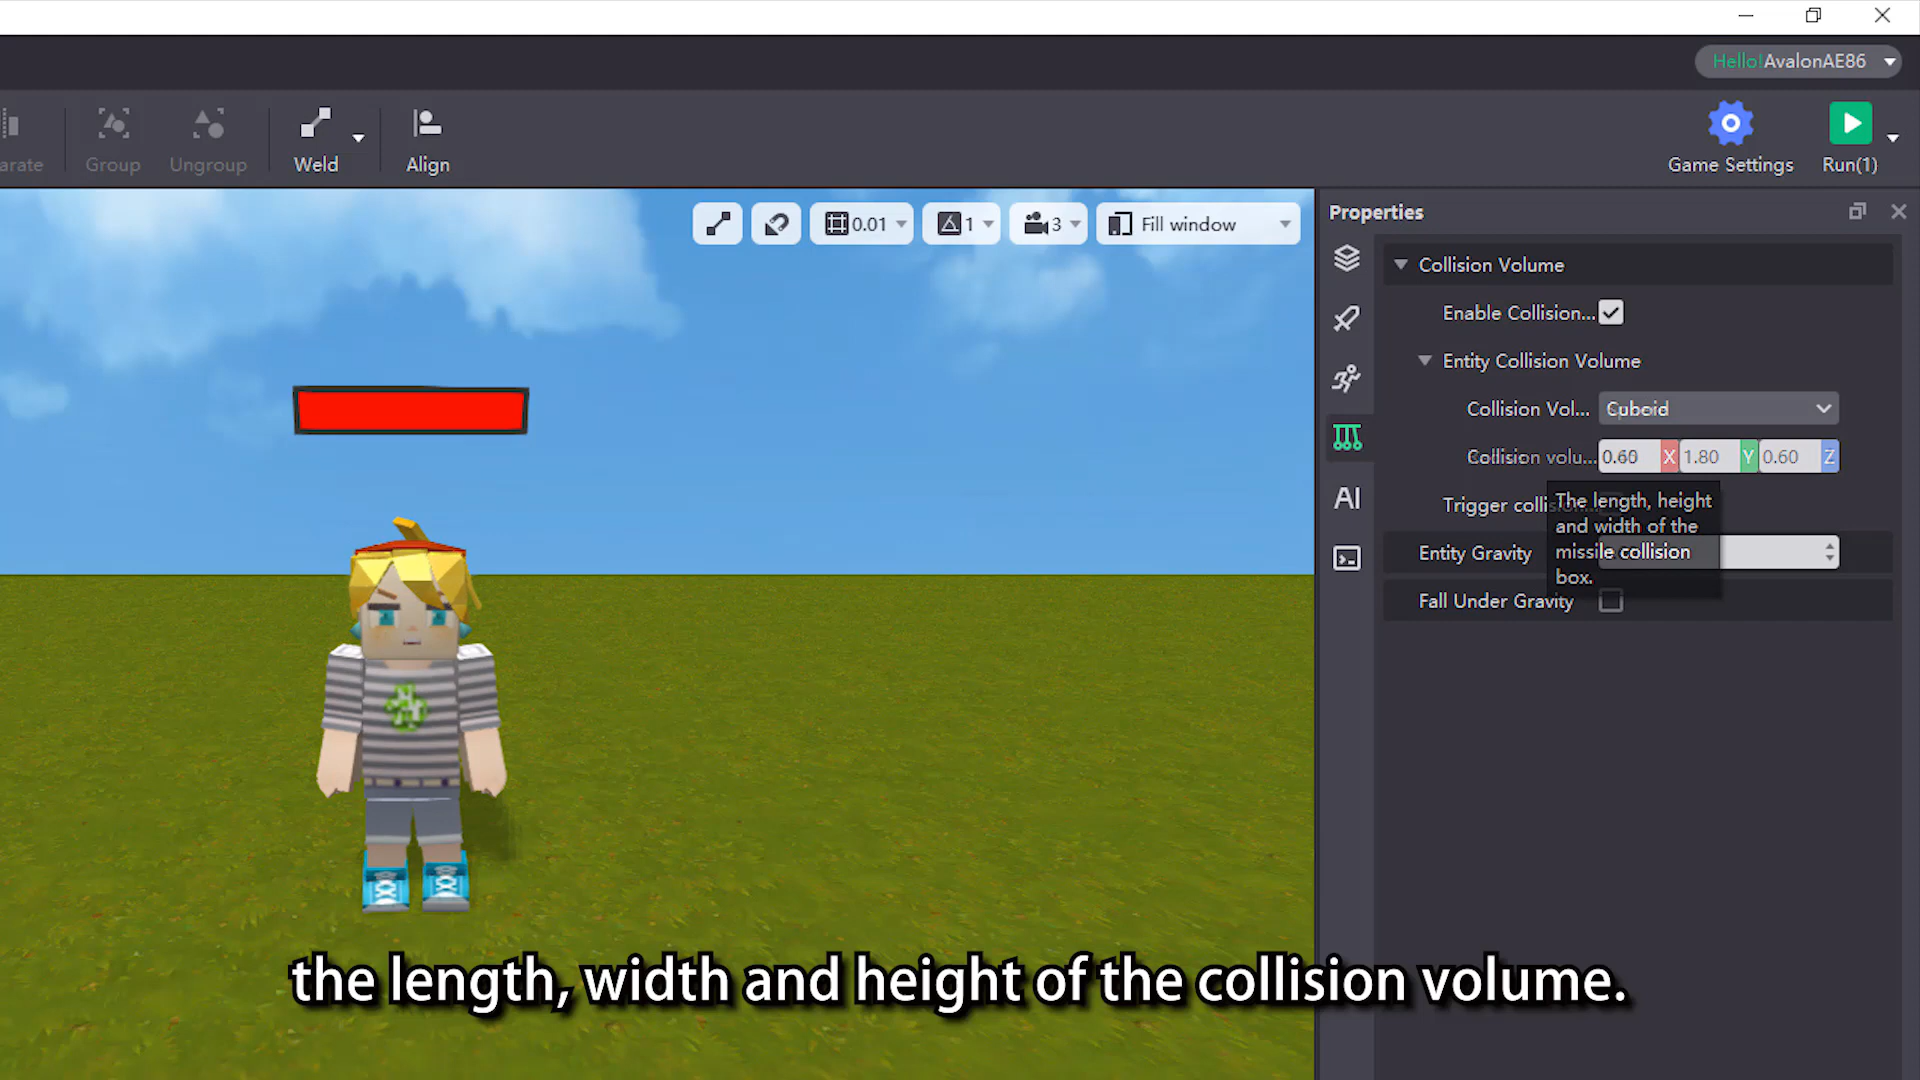 Hello!AvalonAE86
arate
Group
Ungroup
Weld
Align
Game Settings
Run(1)
0.01
1
3
Fill window
Properties
Collision Volume
Enable Collision...
Entity Collision Volume
Collision Vol... Cuboid
Collision volu... 0.60 X 1.80 Y 0.60 Z
Trigger collision...
The length, height
and width of the
missile collision
box.
Entity Gravity
Fall Under Gravity
AI
the length, width and height of the collision volume.